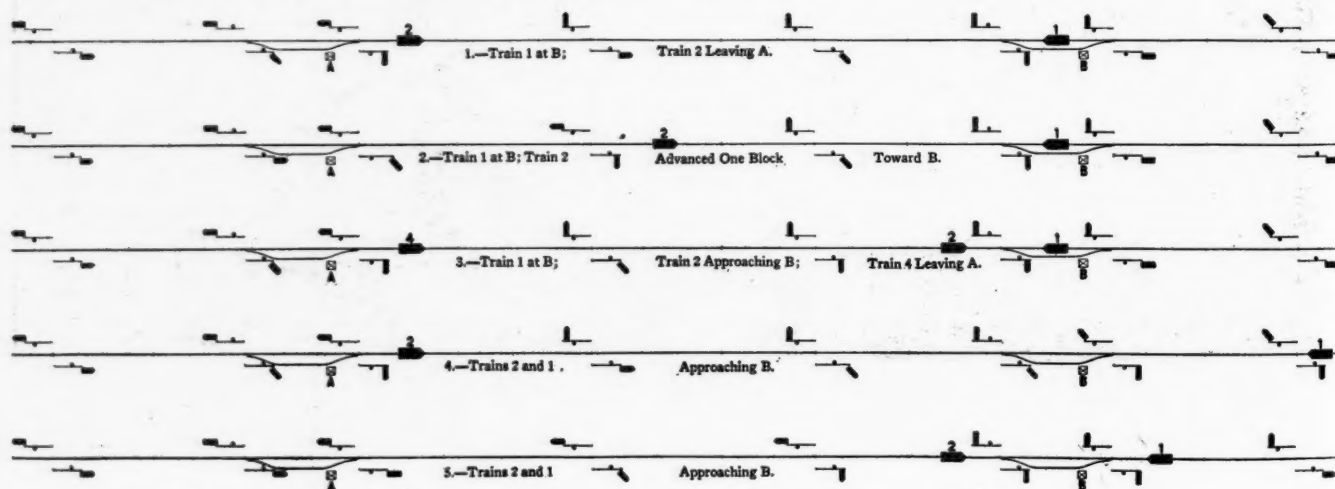 2 1
1.—Train 1 at B; Train 2 Leaving A.
A B
2 1
2.—Train 1 at B; Train 2 Advanced One Block Toward B.
A B
4 2 1
3.—Train 1 at B; Train 2 Approaching B; Train 4 Leaving A.
A B
2 1
4.—Trains 2 and 1 Approaching B.
A B
2 1
5.—Trains 2 and 1 Approaching B.
A B